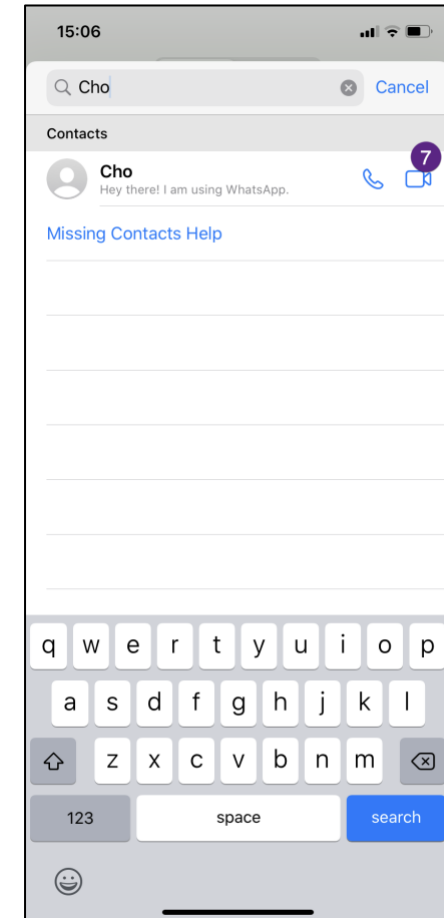 15:06
Cho
Cancel
Contacts
7
Cho
Hey there! I am using WhatsApp.
Missing Contacts Help
q w e r t y u i o p
a s d f g h j k l
z x c v b n m
123 space search